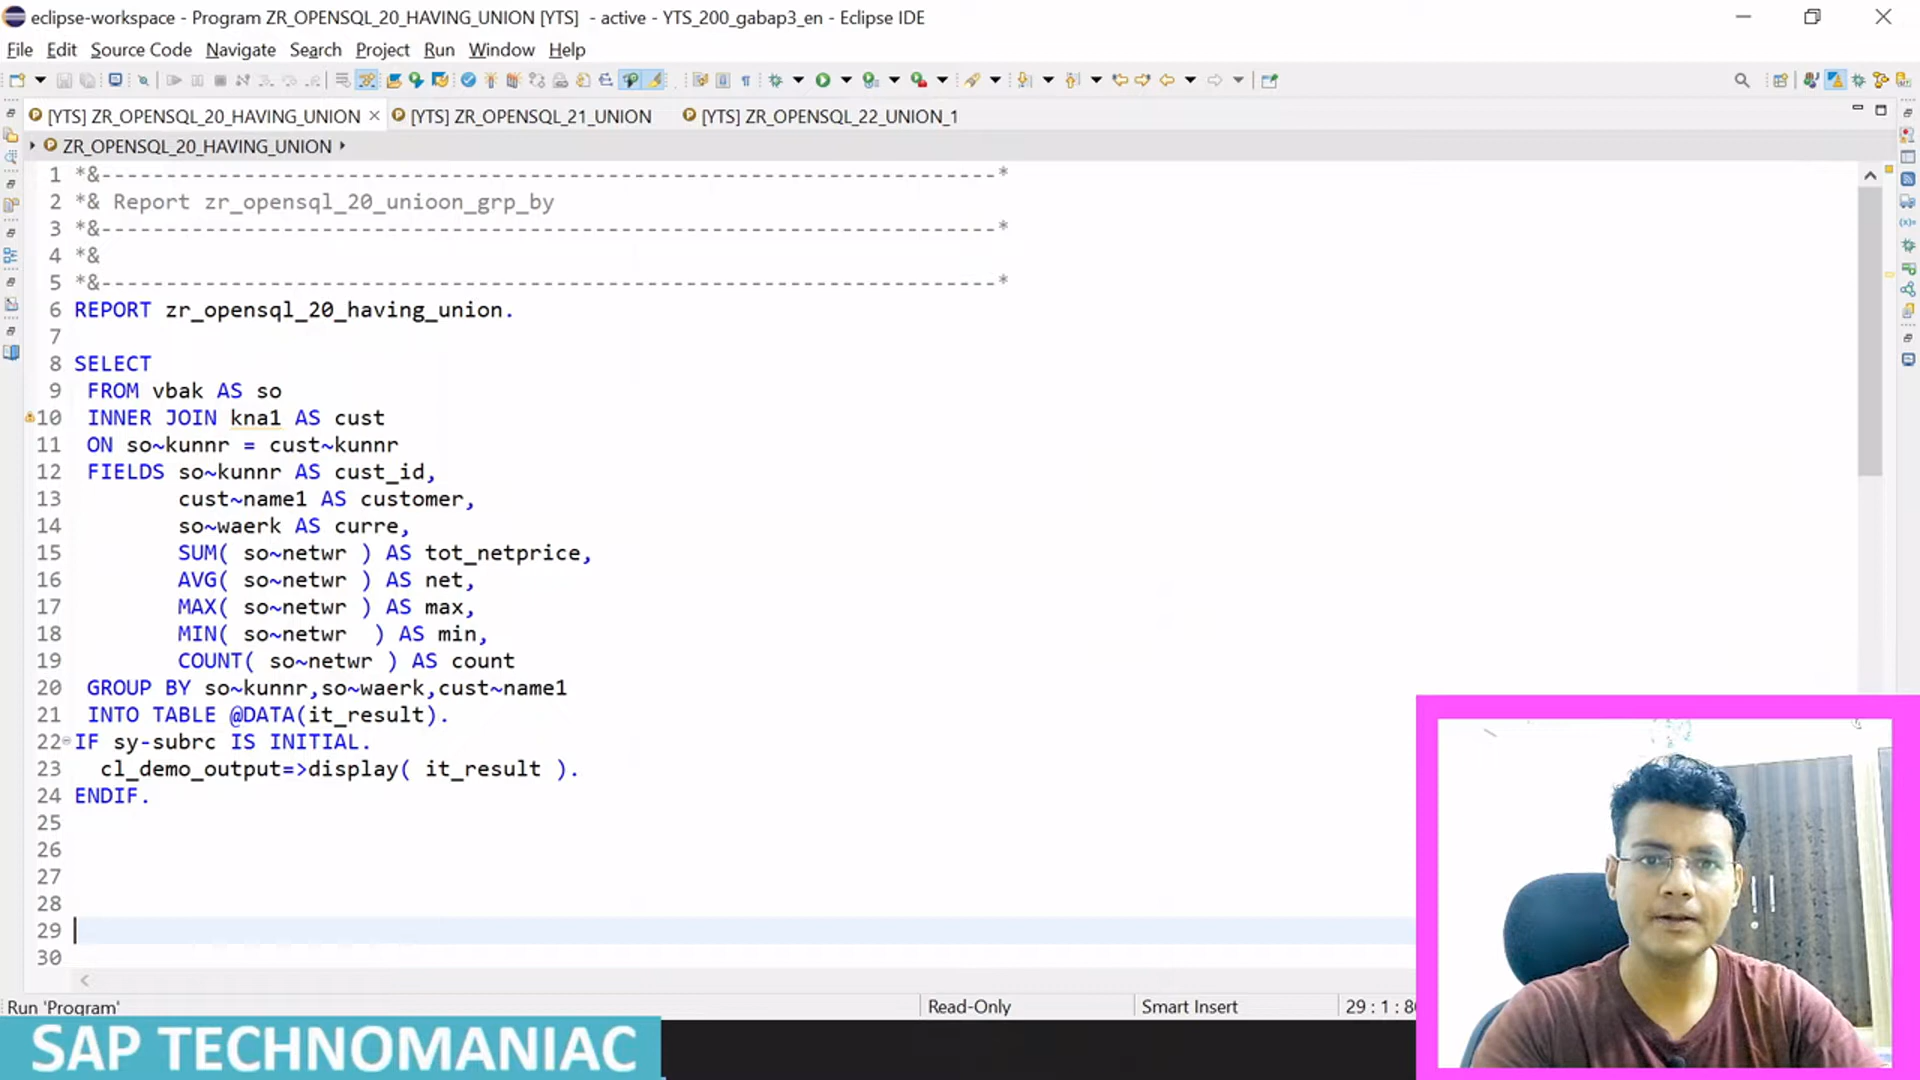 eclipse-workspace - Program ZR_OPENSQL_20_HAVING_UNION [YTS] - active - YTS_200_gabap3_en - Eclipse IDE
File Edit Source Code Navigate Search Project Run Window Help
[YTS] ZR_OPENSQL_20_HAVING_UNION [YTS] ZR_OPENSQL_21_UNION [YTS] ZR_OPENSQL_22_UNION_1
ZR_OPENSQL_20_HAVING_UNION
1 *&---------------------------------------------------------------------*
2 *& Report zr_opensql_20_unioon_grp_by
3 *&---------------------------------------------------------------------*
4 *&
5 *&---------------------------------------------------------------------*
6 REPORT zr_opensql_20_having_union.
7
8 SELECT
9 FROM vbak AS so
10 INNER JOIN kna1 AS cust
11 ON so~kunnr = cust~kunnr
12 FIELDS so~kunnr AS cust_id,
13 cust~name1 AS customer,
14 so~waerk AS curre,
15 SUM( so~netwr ) AS tot_netprice,
16 AVG( so~netwr ) AS net,
17 MAX( so~netwr ) AS max,
18 MIN( so~netwr  ) AS min,
19 COUNT( so~netwr ) AS count
20 GROUP BY so~kunnr,so~waerk,cust~name1
21 INTO TABLE @DATA(it_result).
22 IF sy-subrc IS INITIAL.
23 cl_demo_output=>display( it_result ).
24 ENDIF.
25
26
27
28
29
30
Run 'Program' Read-Only Smart Insert 29 : 1 :
SAP TECHNOMANIAC